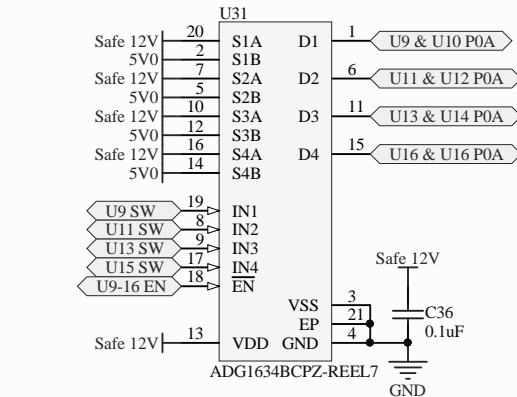 U31
Safe 12V 20 S1A D1 1 U9 & U10 P0A
5V0 2 S1B
Safe 12V 7 S2A D2 6 U11 & U12 P0A
5V0 5 S2B
Safe 12V 10 S3A D3 11 U13 & U14 P0A
5V0 12 S3B
Safe 12V 16 S4A D4 15 U16 & U16 P0A
5V0 14 S4B
U9 SW 19 IN1
U11 SW 8 IN2
U13 SW 9 IN3
U15 SW 17 IN4
U9-16 EN 18 EN
Safe 12V
VSS 3
C36
EP 21
0.1uF
Safe 12V 13 VDD GND 4
ADG1634BCPZ-REEL7
GND